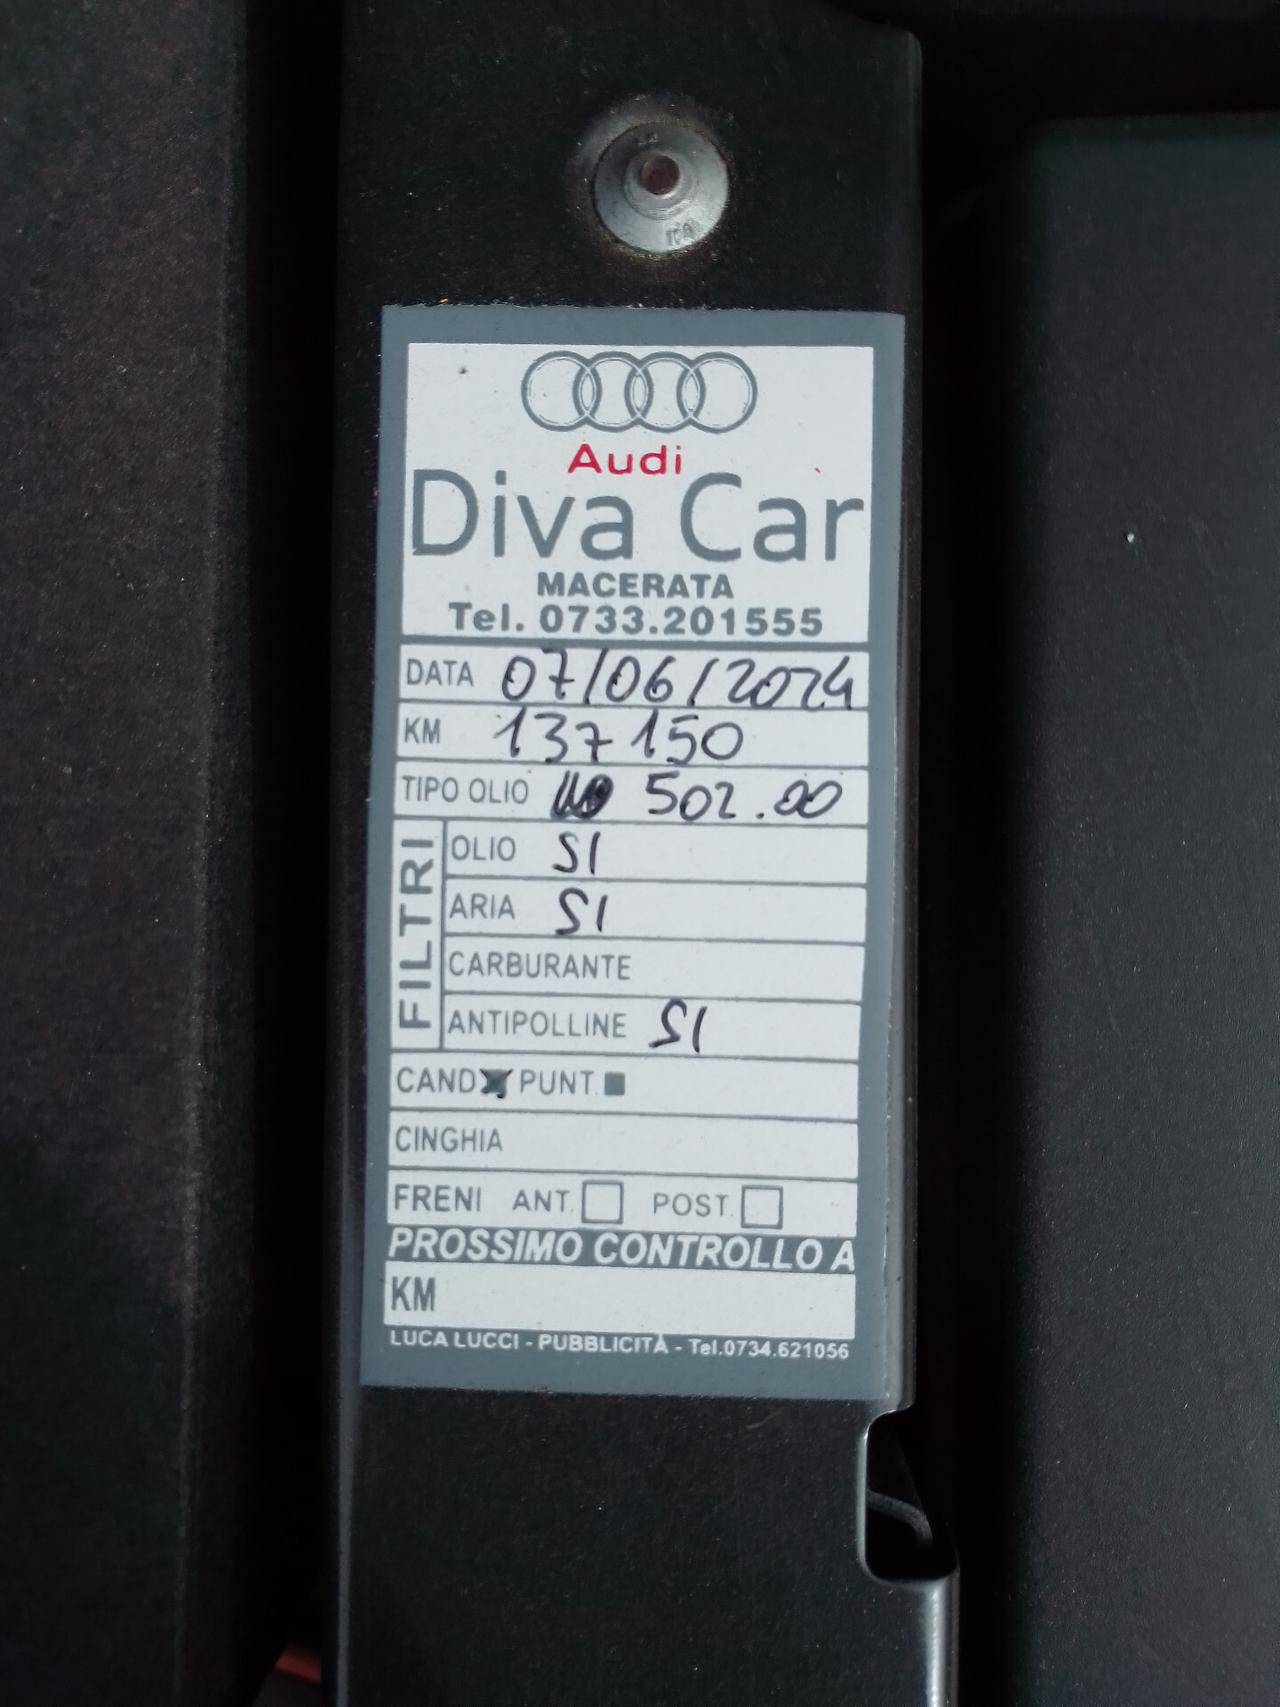 Audi
Diva Car
MACERATA
Tel. 0733.201555
DATA 07/06/2024
KM 137150
TIPO OLIO 502.00
FILTRI
OLIO SI
ARIA SI
CARBURANTE
ANTIPOLLINE SI
CAND PUNT.
CINGHIA
FRENI ANT. POST.
PROSSIMO CONTROLLO A
KM
LUCA LUCCI - PUBBLICITÀ - Tel.0734.621056